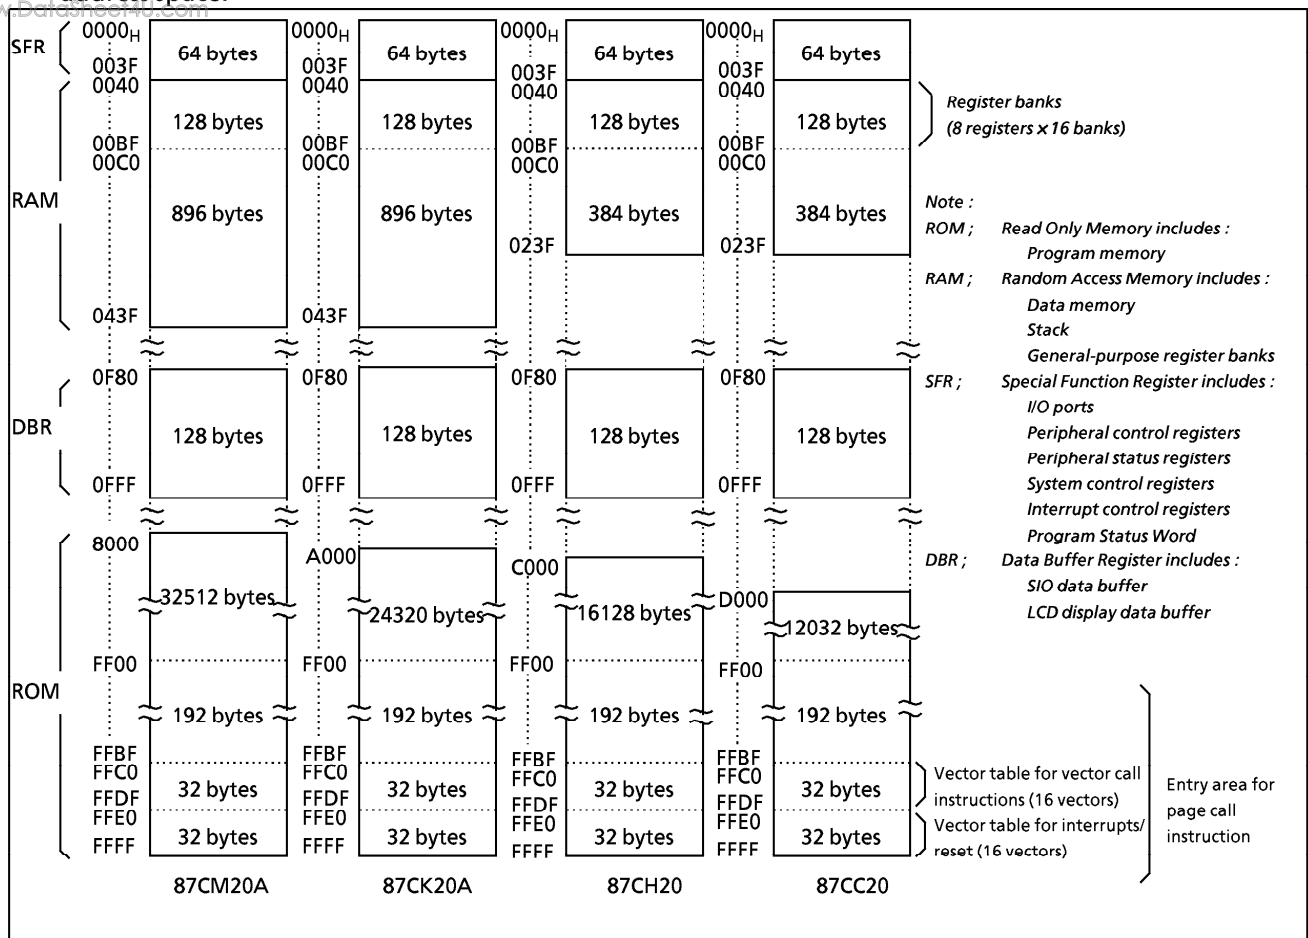 www.DataSheet4U.com
SFR
RAM
DBR
ROM
0000H
003F
0040
00BF
00C0
043F
0F80
0FFF
8000
FF00
FFBF
FFC0
FFDF
FFE0
FFFF
64 bytes
128 bytes
896 bytes
128 bytes
32512 bytes
192 bytes
32 bytes
32 bytes
87CM20A
0000H
003F
0040
00BF
00C0
043F
0F80
0FFF
A000
FF00
FFBF
FFC0
FFDF
FFE0
FFFF
64 bytes
128 bytes
896 bytes
128 bytes
24320 bytes
192 bytes
32 bytes
32 bytes
87CK20A
0000H
003F
0040
00BF
00C0
023F
0F80
0FFF
C000
FF00
FFBF
FFC0
FFDF
FFE0
FFFF
64 bytes
128 bytes
384 bytes
128 bytes
16128 bytes
192 bytes
32 bytes
32 bytes
87CH20
0000H
003F
0040
00BF
00C0
023F
0F80
0FFF
D000
FF00
FFBF
FFC0
FFDF
FFE0
FFFF
64 bytes
128 bytes
384 bytes
128 bytes
12032 bytes
192 bytes
32 bytes
32 bytes
87CC20
Register banks
(8 registers × 16 banks)
Note :
ROM ; Read Only Memory includes :
Program memory
RAM ; Random Access Memory includes :
Data memory
Stack
General-purpose register banks
SFR ; Special Function Register includes :
I/O ports
Peripheral control registers
Peripheral status registers
System control registers
Interrupt control registers
Program Status Word
DBR ; Data Buffer Register includes :
SIO data buffer
LCD display data buffer
Vector table for vector call
instructions (16 vectors)
Vector table for interrupts/
reset (16 vectors)
Entry area for
page call
instruction